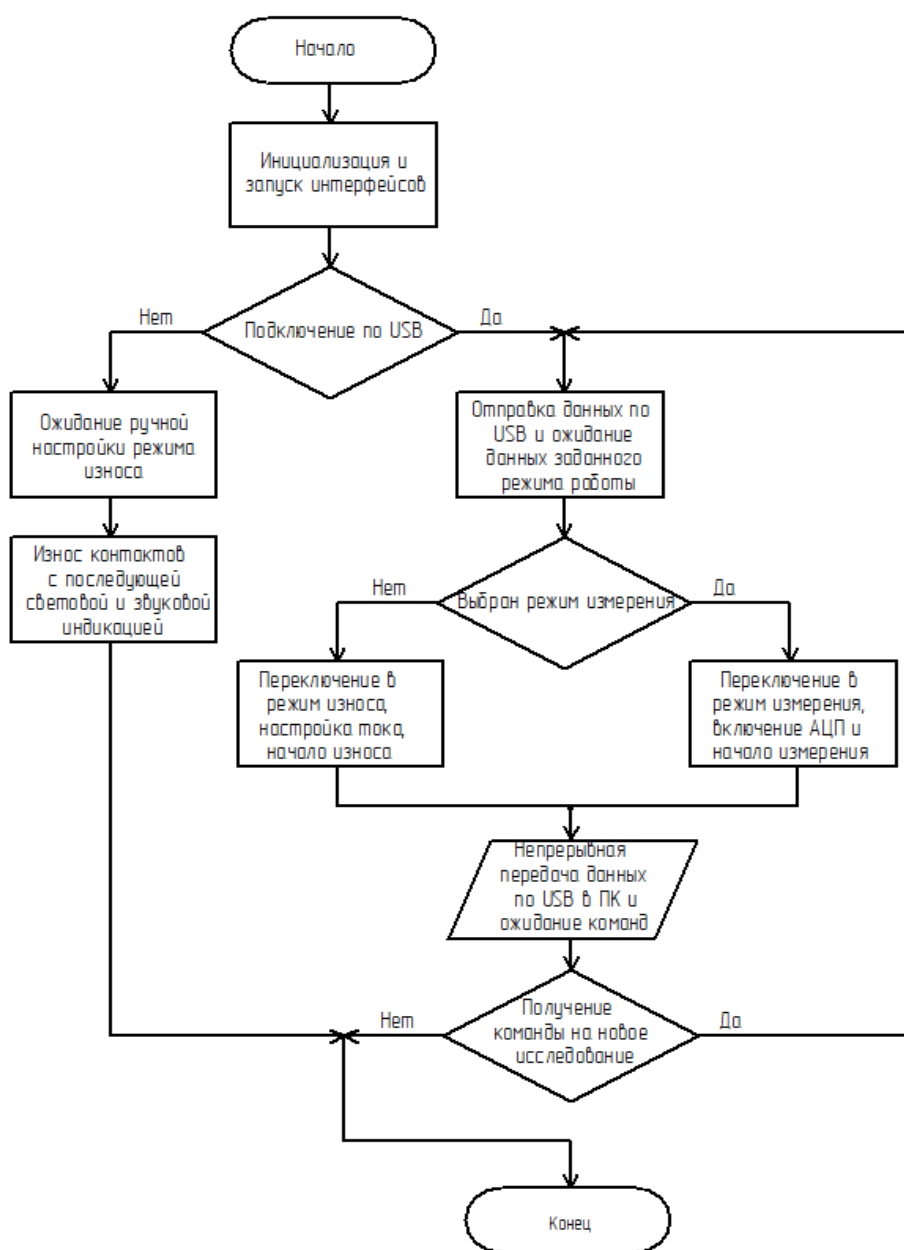 Начало
Инициализация и
запуск интерфейсов
Нет
Подключение по USB
Да
Ожидание ручной
настройки режима
износа
Отправка данных по
USB и ожидание
данных заданного
режима работы
Износ контактов
с последующей
световой и звуковой
индикацией
Нет
Выбран режим измерения
Да
Переключение в
режим износа,
настройка тока,
начало износа
Переключение в
режим измерения,
включение АЦП и
начало измерения
Непрерывная
передача данных
по USB в ПК и
ожидание команд
Нет
Получение
команды на новое
исследование
Да
Конец